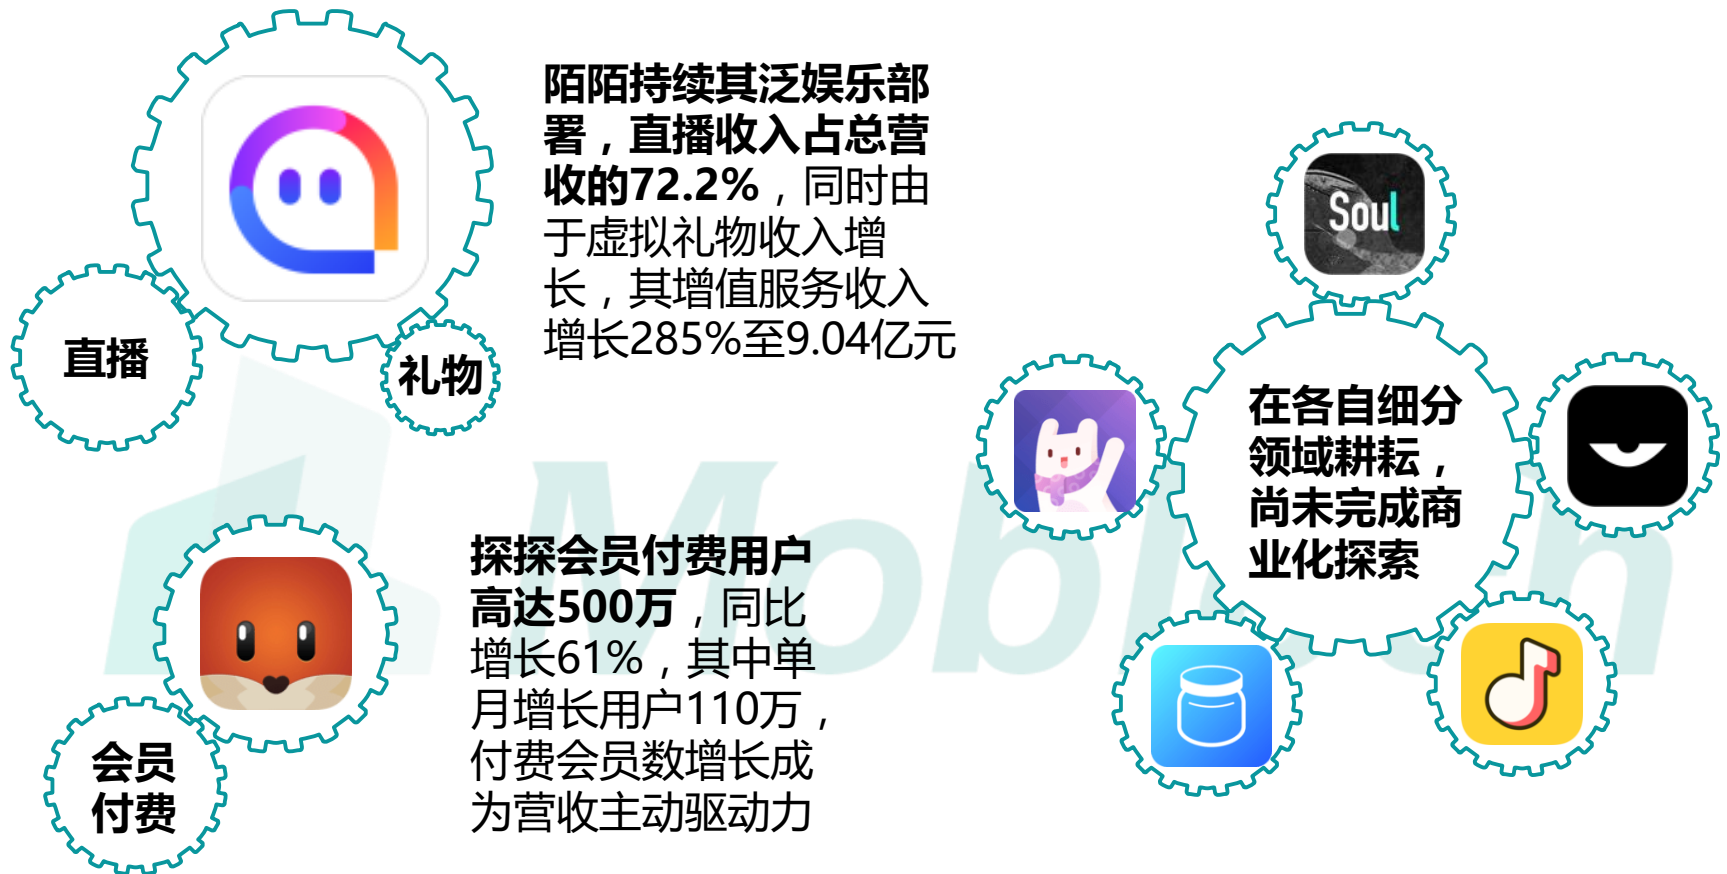 陌陌持续其泛娱乐部
署，直播收入占总营
收的72.2%，同时由
于虚拟礼物收入增
长，其增值服务收入
增长285%至9.04亿元
直播
礼物
探探会员付费用户
高达500万，同比
增长61%，其中单
月增长用户110万，
付费会员数增长成
为营收主动驱动力
会员
付费
Soul
在各自细分
领域耕耘，
尚未完成商
业化探索